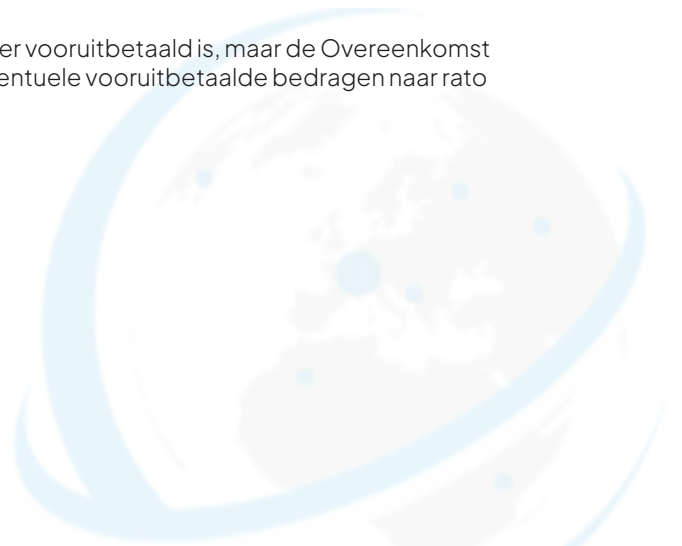 er vooruitbetaald is, maar de Overeenkomst
entuele vooruitbetaalde bedragen naar rato